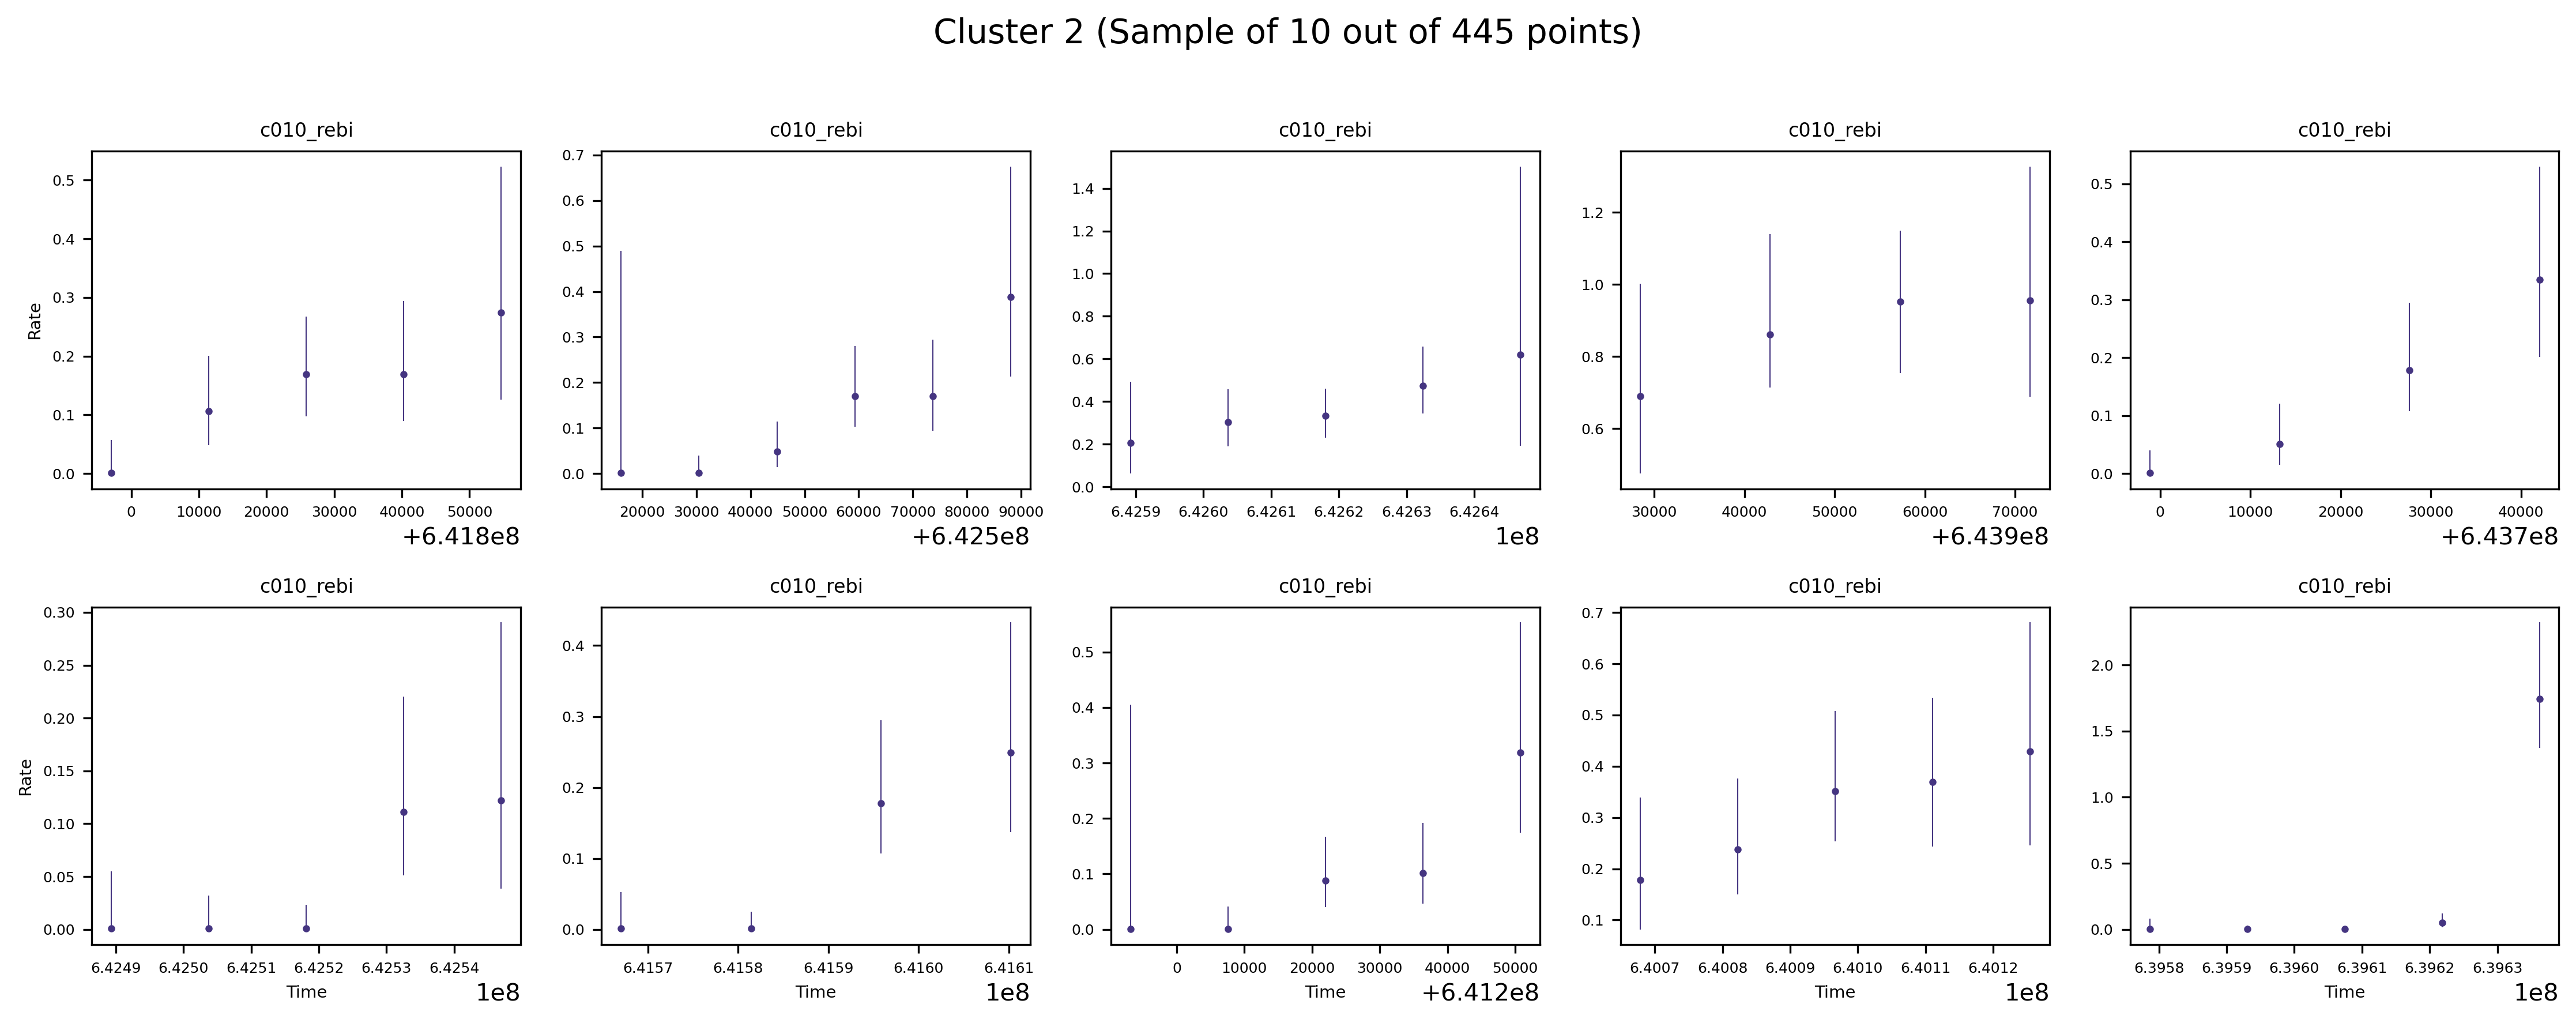 Cluster 2 (Sample of 10 out of 445 points)
c010_rebi c010_rebi c010_rebi c010_rebi c010_rebi
Rate
0.5 0.4 0.3 0.2 0.1 0.0
0 10000 20000 30000 40000 50000
+6.418e8
0.7 0.6 0.5 0.4 0.3 0.2 0.1 0.0
20000 30000 40000 50000 60000 70000 80000 90000
+6.425e8
1.4 1.2 1.0 0.8 0.6 0.4 0.2 0.0
6.4259 6.4260 6.4261 6.4262 6.4263 6.4264
1e8
1.2 1.0 0.8 0.6
30000 40000 50000 60000 70000
+6.439e8
0.5 0.4 0.3 0.2 0.1 0.0
0 10000 20000 30000 40000
+6.437e8
c010_rebi c010_rebi c010_rebi c010_rebi c010_rebi
Rate
0.30 0.25 0.20 0.15 0.10 0.05 0.00
6.4249 6.4250 6.4251 6.4252 6.4253 6.4254
Time 1e8
0.4 0.3 0.2 0.1 0.0
6.4157 6.4158 6.4159 6.4160 6.4161
Time 1e8
0.5 0.4 0.3 0.2 0.1 0.0
0 10000 20000 30000 40000 50000
Time +6.412e8
0.7 0.6 0.5 0.4 0.3 0.2 0.1
6.4007 6.4008 6.4009 6.4010 6.4011 6.4012
Time 1e8
2.0 1.5 1.0 0.5 0.0
6.3958 6.3959 6.3960 6.3961 6.3962 6.3963
Time 1e8